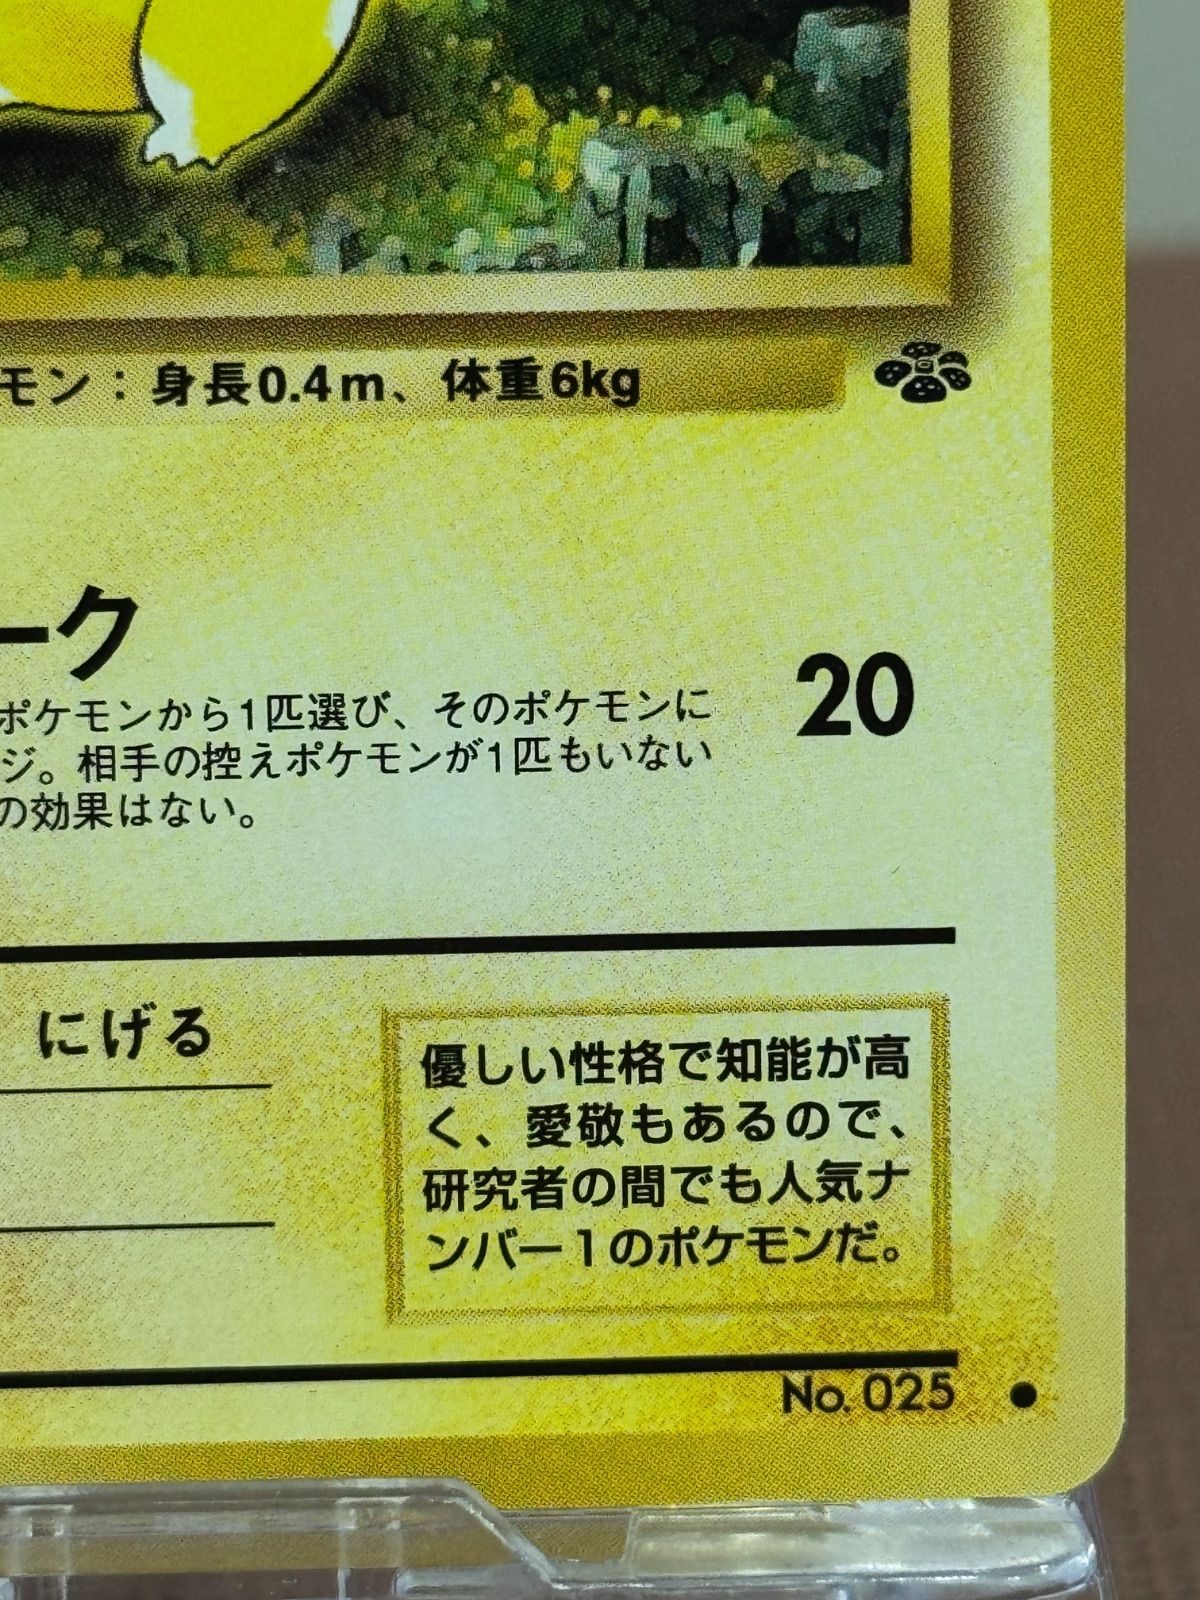 モン：身長0.4m、体重6kg
ーク
20
ポケモンから1匹選び、そのポケモンに
ジ。相手の控えポケモンが1匹もいない
の効果はない。
にげる
優しい性格で知能が高
く、愛敬もあるので、
研究者の間でも人気ナ
ンバー1のポケモンだ。
No. 025 ●